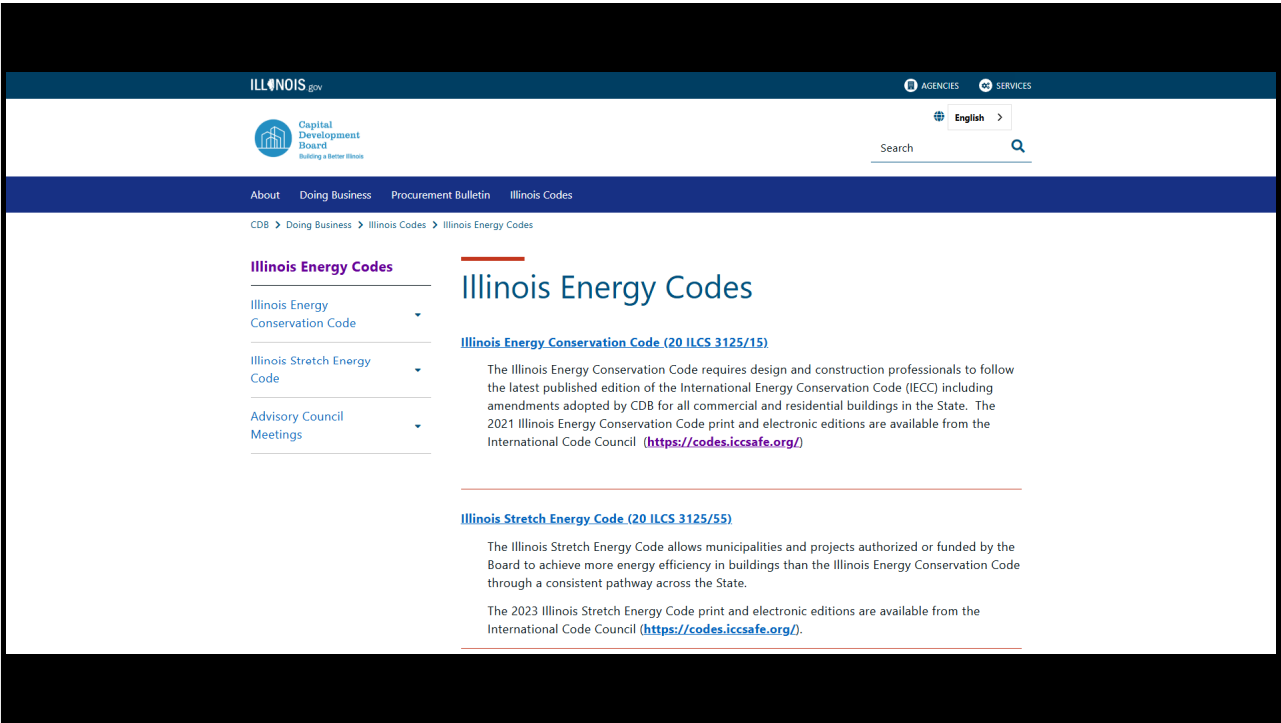 ILLINOIS.gov
AGENCIES
SERVICES
Capital
Development
Board
Building a Better Illinois
English
Search
About
Doing Business
Procurement Bulletin
Illinois Codes
CDB > Doing Business > Illinois Codes > Illinois Energy Codes
Illinois Energy Codes
Illinois Energy
Conservation Code
Illinois Stretch Energy
Code
Advisory Council
Meetings
Illinois Energy Codes
Illinois Energy Conservation Code (20 ILCS 3125/15)
The Illinois Energy Conservation Code requires design and construction professionals to follow
the latest published edition of the International Energy Conservation Code (IECC) including
amendments adopted by CDB for all commercial and residential buildings in the State. The
2021 Illinois Energy Conservation Code print and electronic editions are available from the
International Code Council (https://codes.iccsafe.org/)
Illinois Stretch Energy Code (20 ILCS 3125/55)
The Illinois Stretch Energy Code allows municipalities and projects authorized or funded by the
Board to achieve more energy efficiency in buildings than the Illinois Energy Conservation Code
through a consistent pathway across the State.
The 2023 Illinois Stretch Energy Code print and electronic editions are available from the
International Code Council (https://codes.iccsafe.org/).